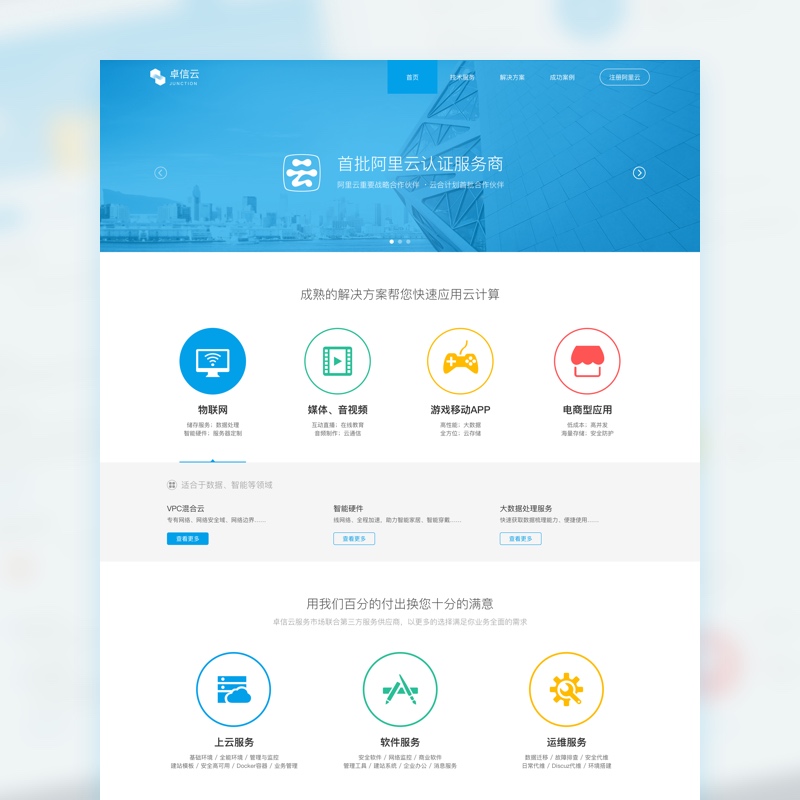 卓信云
JUNCTION
首页
技术服务
解决方案
成功案例
注册阿里云
云
首批阿里云认证服务商
阿里云重要战略合作伙伴 · 云合计划首批合作伙伴
成熟的解决方案帮您快速应用云计算
物联网
储存服务；数据处理
智能硬件；服务器定制
媒体、音视频
互动直播；在线教育
音频制作；云通信
游戏移动APP
高性能；大数据
全方位；云存储
电商型应用
低成本；高并发
海量存储；安全防护
适合于数据、智能等领域
VPC混合云
专有网络、网络安全域、网络边界......
查看更多
智能硬件
线网络、全程加速、助力智能家居、智能穿戴......
查看更多
大数据处理服务
快速获取数据梳理能力、便捷使用......
查看更多
用我们百分的付出换您十分的满意
卓信云服务市场联合第三方服务供应商，以更多的选择满足你业务全面的需求
上云服务
基础环境 / 全能环境 / 管理与监控
建站模板 / 安全高可用 / Docker容器 / 业务管理
软件服务
安全软件 / 网络监控 / 商业软件
管理工具 / 建站系统 / 企业办公 / 消息服务
运维服务
数据迁移 / 故障排查 / 安全代维
日常代维 / Discuz代维 / 环境搭建